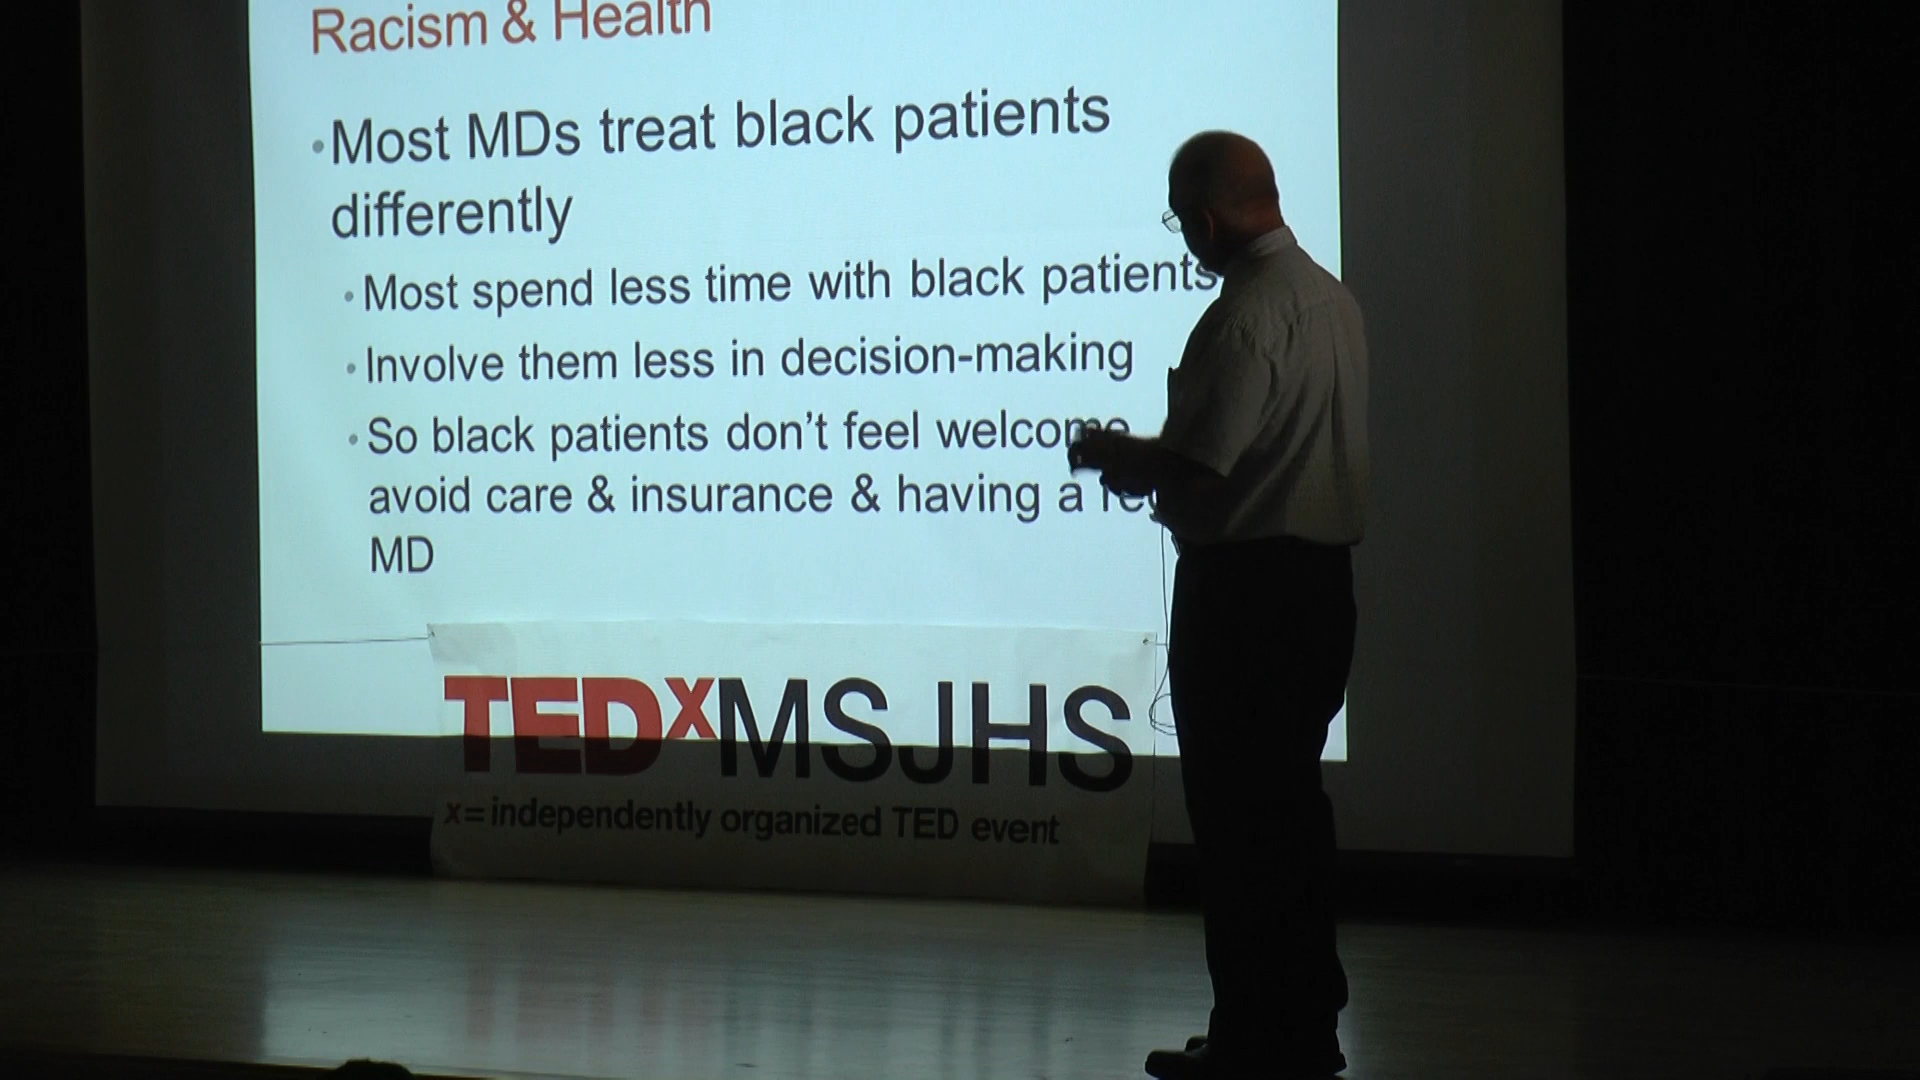 Racism & Health
•Most MDs treat black patients
differently
•Most spend less time with black patients
•Involve them less in decision-making
•So black patients don't feel welcome
avoid care & insurance & having a
MD
TEDxMSJHS
x=independently organized TED event